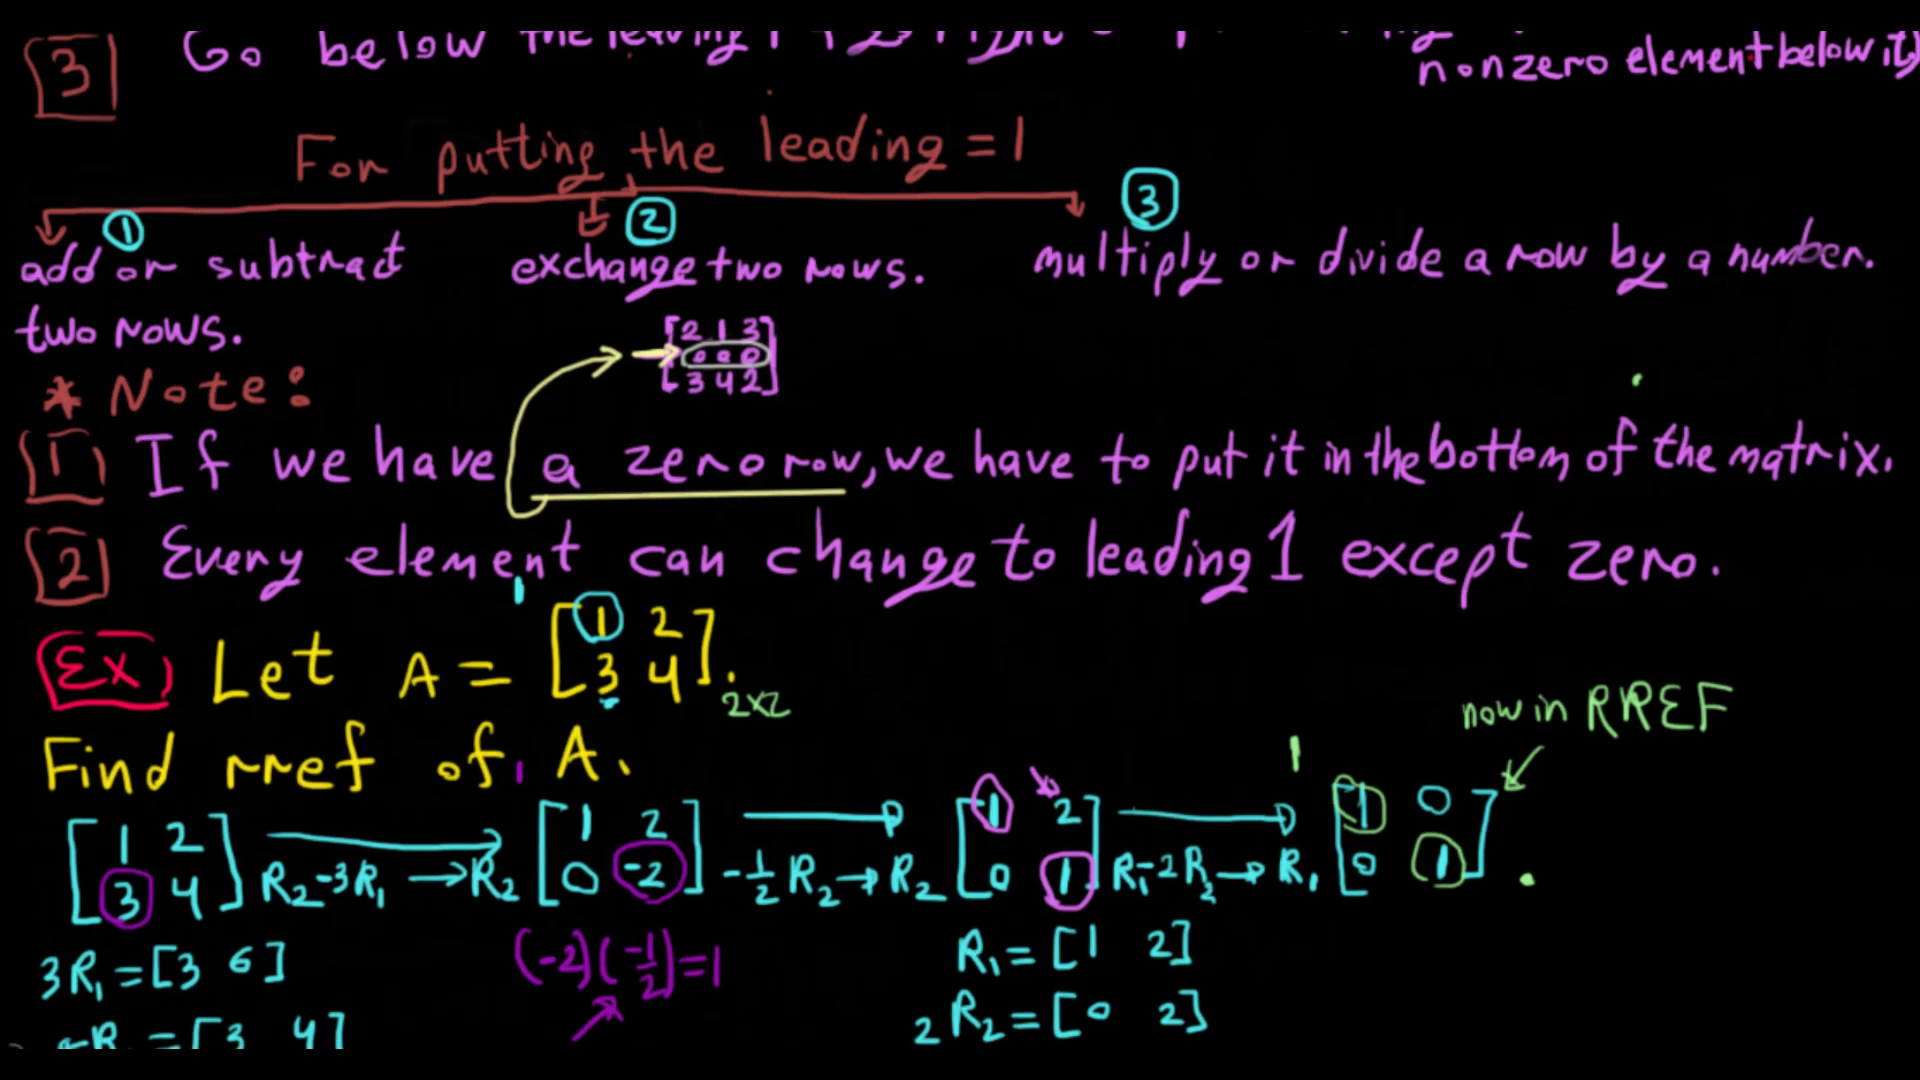 3 Go below the leading 1
nonzero element below it)
For putting the leading = 1
1 2 3
add or subtract exchange two rows. multiply or divide a row by a number.
two rows.
[2 1 3
0 0 0
3 4 2]
* Note:
1 If we have a zero row, we have to put it in the bottom of the matrix.
2 Every element can change to leading 1 except zero.
Ex Let A = [1 2
3 4].
2x2
now in RREF
Find rref of A.
[1 2 [1 2 [1 2 [1 0
3 4] R₂-3R₁ → R₂ 0 -2] -1/2 R₂ → R₂ 0 1] R₁-2R₂ → R₁ 0 1].
3R₁ = [3 6] (-2)(-1/2) = 1 R₁ = [1 2]
= [3 4] 2R₂ = [0 2]